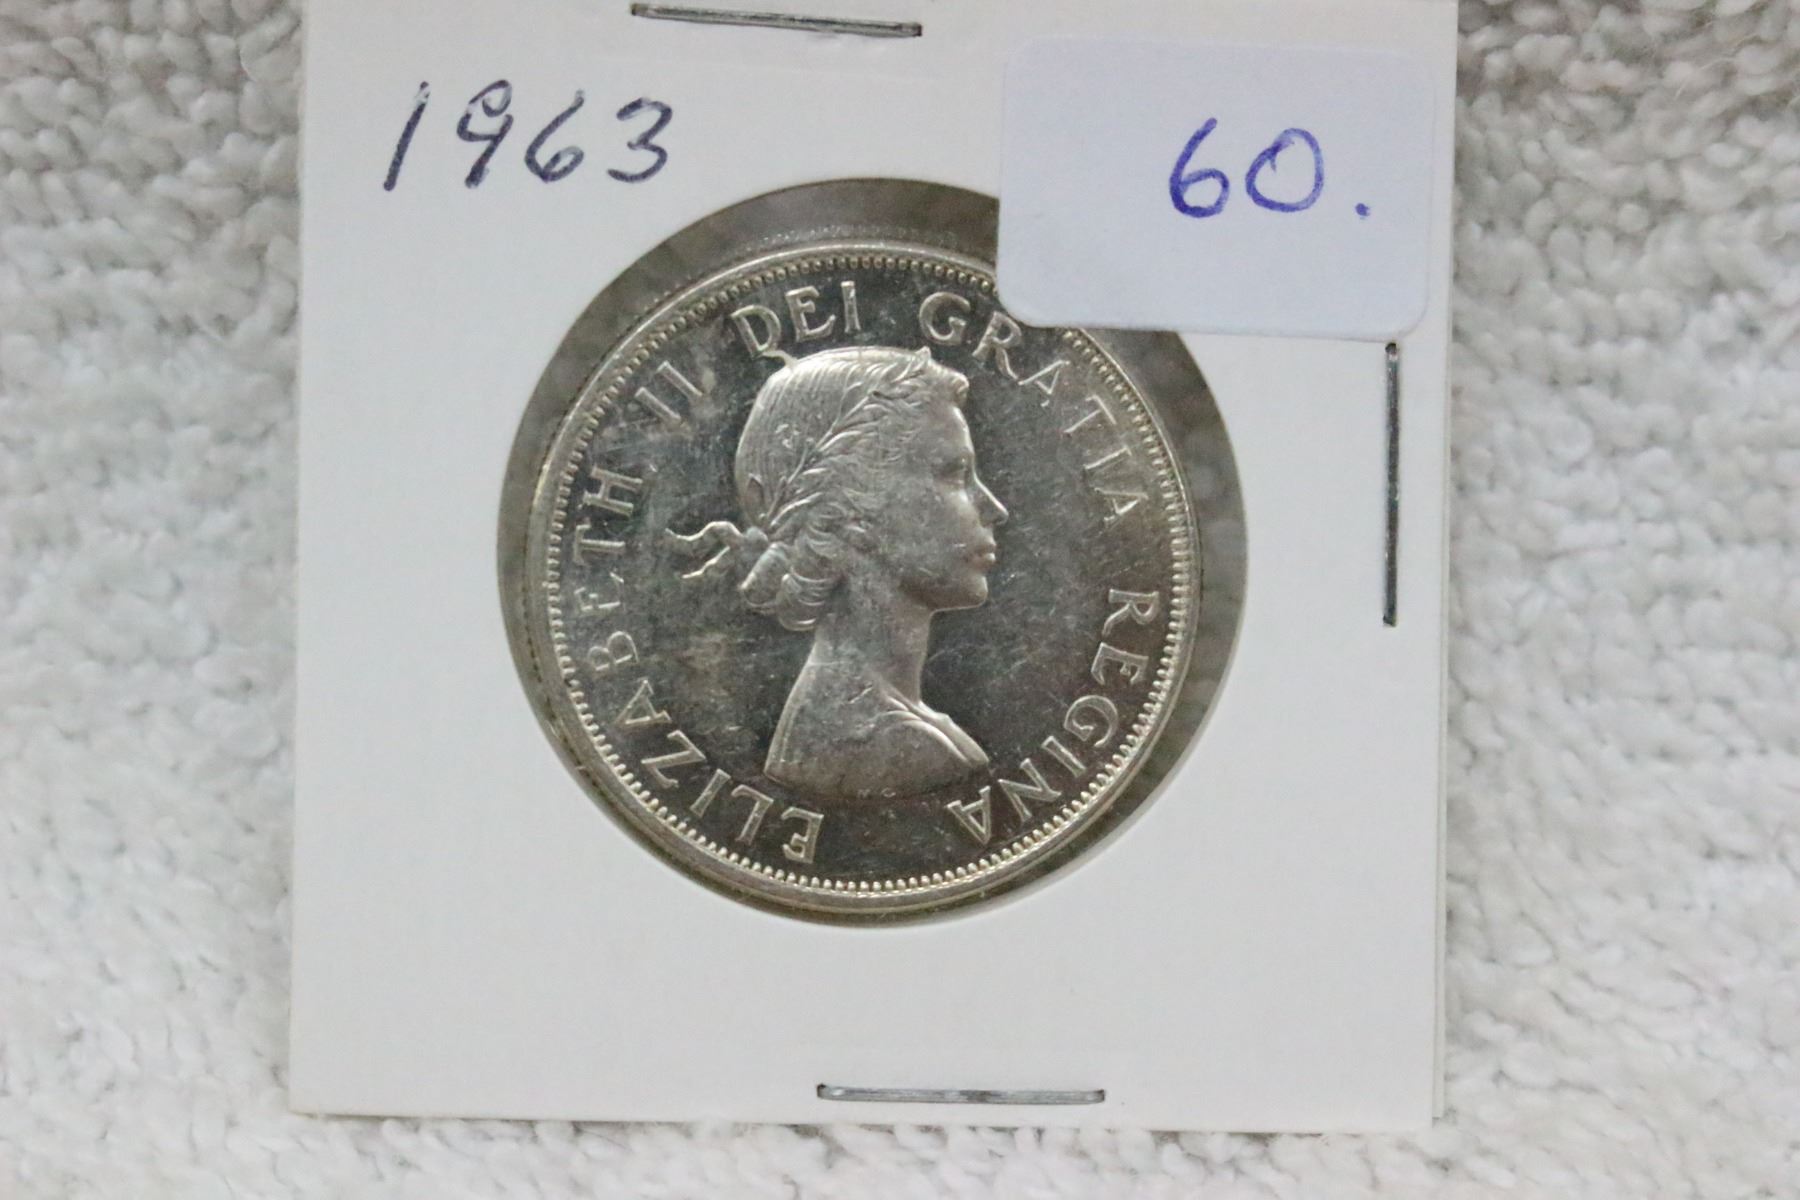 1963
60.
ELIZABETH II DEI GRATIA REGINA